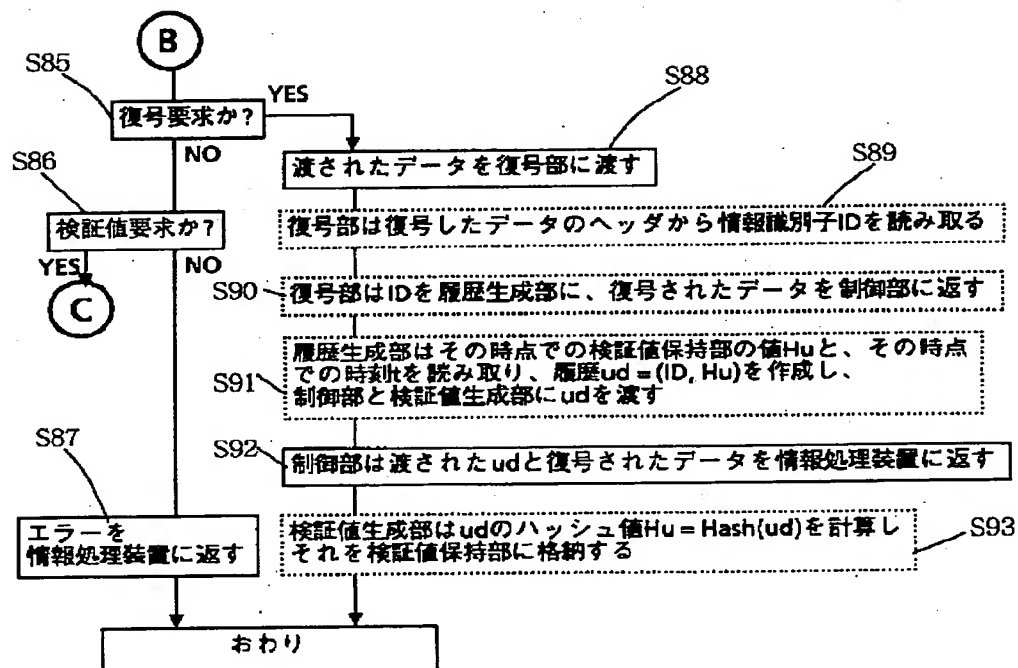 B
S85
復号要求か?
YES
NO
S88
渡されたデータを復号部に渡す
S86
検証値要求か?
YES
NO
C
S89
復号部は復号したデータのヘッダから情報識別子IDを読み取る
S90
復号部はIDを履歴生成部に、復号されたデータを制御部に返す
S91
履歴生成部はその時点での検証値保持部の値Huと、その時点
での時刻tを読み取り、履歴ud=(ID, Hu)を作成し、
制御部と検証値生成部にudを渡す
S87
エラーを
情報処理装置に返す
S92
制御部は渡されたudと復号されたデータを情報処理装置に返す
検証値生成部はudのハッシュ値Hu=Hash(ud)を計算し
それを検証値保持部に格納する
S93
おわり